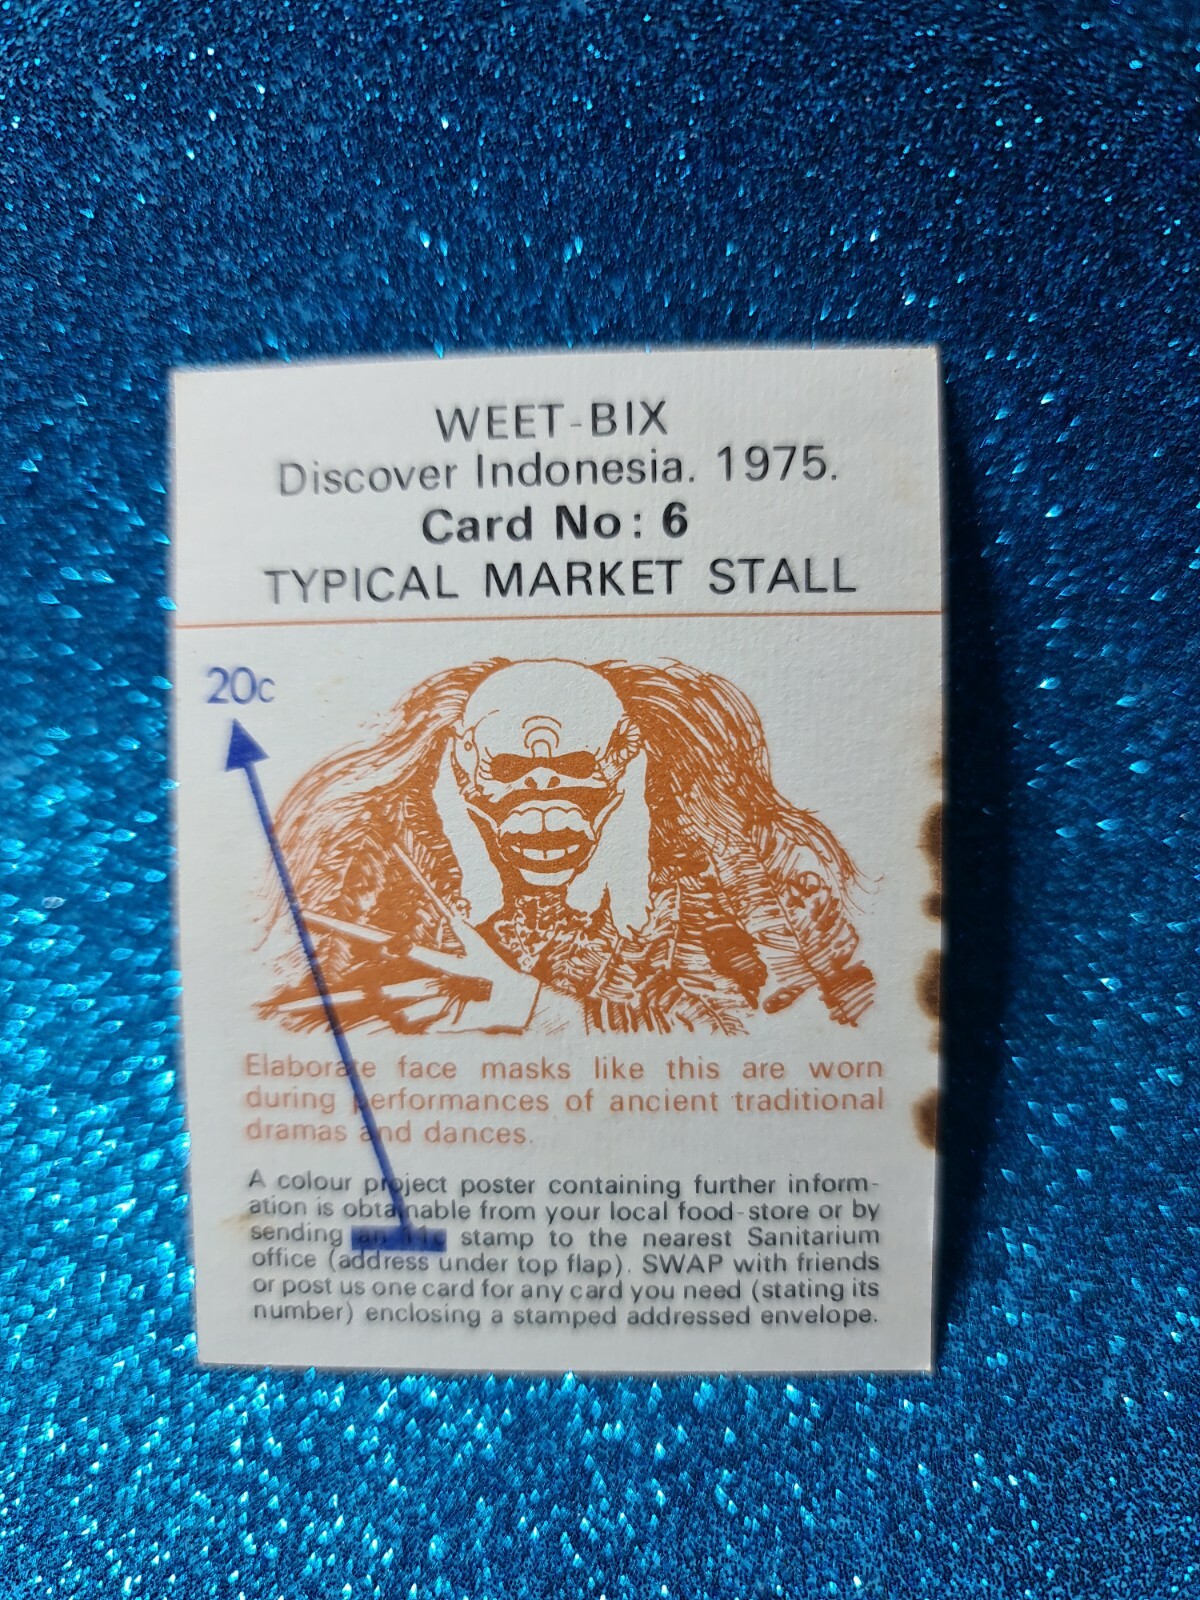 WEET-BIX
Discover Indonesia. 1975.
Card No: 6
TYPICAL MARKET STALL
20c
Elaborate face masks like this are worn
during performances of ancient traditional
dramas and dances.
A colour project poster containing further inform-
ation is obtainable from your local food-store or by
sending an 11c stamp to the nearest Sanitarium
office (address under top flap). SWAP with friends
or post us one card for any card you need (stating its
number) enclosing a stamped addressed envelope.